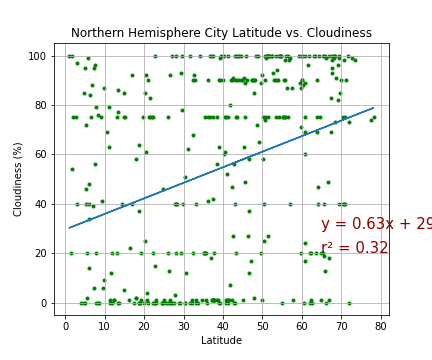 Northern Hemisphere City Latitude vs. Cloudiness
100
80
60
40
20
0
Cloudiness (%)
y = 0.63x + 29
r² = 0.32
0 10 20 30 40 50 60 70 80
Latitude